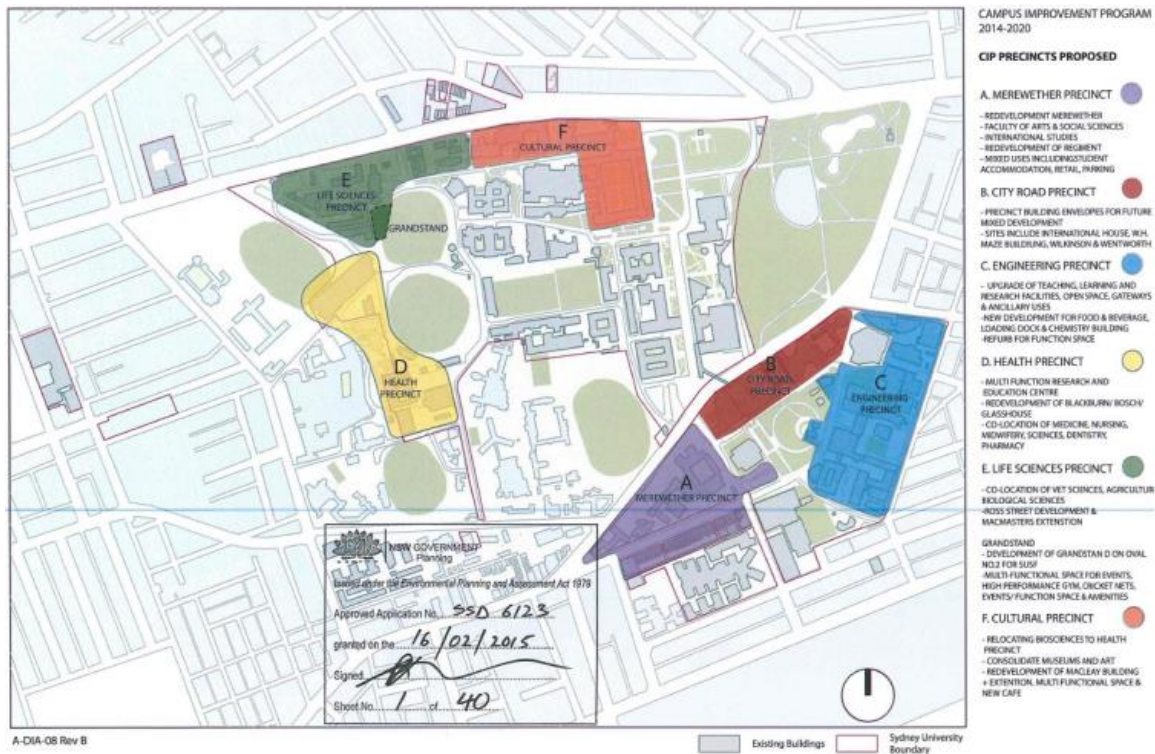 CAMPUS IMPROVEMENT PROGRAM
2014-2020
CIP PRECINCTS PROPOSED
A. MEREWETHER PRECINCT
- REDEVELOPMENT MEREWETHER
- FACULTY OF ARTS & SOCIAL SCIENCES
- INTERNATIONAL STUDIES
- REDEVELOPMENT OF REGIMENT
- MIXED USES INCLUDINGSTUDENT
ACCOMMODATION, RETAIL, PARKING
B. CITY ROAD PRECINCT
- PRECINCT BUILDING ENVELOPES FOR FUTURE
MIXED DEVELOPMENT
- SITES INCLUDE INTERNATIONAL HOUSE, W.H.
MAZE BUILDIUNG, WILKINSON & WENTWORTH
C. ENGINEERING PRECINCT
- UPGRADE OF TEACHING, LEARNING AND
RESEARCH FACILITIES, OPEN SPACE, GATEWAYS
& ANCILLARY USES
-NEW DEVELOPMENT FOR FOOD & BEVERAGE,
LOADING DOCK & CHEMISTRY BUILDING
-REFURB FOR FUNCTION SPACE
D. HEALTH PRECINCT
- MULTI FUNCTION RESEARCH AND
EDUCATION CENTRE
- REDEVELOPMENT OF BLACKBURN/ BOSCH/
GLASSHOUSE
- CO-LOCATION OF MEDICINE, NURSING,
MIDWIFERY, SCIENCES, DENTISTRY,
PHARMACY
E. LIFE SCIENCES PRECINCT
- CO-LOCATION OF VET SCIENCES, AGRICULTUR
BIOLOGICAL SCIENCES
-ROSS STREET DEVELOPMENT &
MACMASTERS EXTENSTION
GRANDSTAND
- DEVELOPMENT OF GRANDSTAN D ON OVAL
NO.2 FOR SUSF
-MULTI-FUNCTIONAL SPACE FOR EVENTS,
HIGH PERFORMANCE GYM, CRICKET NETS,
EVENTS/ FUNCTION SPACE & AMENITIES
F. CULTURAL PRECINCT
- RELOCATING BIOSCIENCES TO HEALTH
PRECINCT
- CONSOLIDATE MUSEUMS AND ART
- REDEVELOPMENT OF MACLEAY BUILDING
+ EXTENTION, MULTI FUNCTIONAL SPACE &
NEW CAFE
F
CULTURAL PRECINCT
E
LIFE SCIENCES
PRECINCT
GRANDSTAND
D
HEALTH
PRECINCT
B
CITY ROAD
PRECINCT
C
ENGINEERING
PRECINCT
A
MEREWETHER PRECINCT
NSW GOVERNMENT
Planning
Issued under the Environmental Planning and Assessment Act 1979
Approved Application No. SSD 6123
granted on the 16/02/2015
Signed
Sheet No 1 of 40
A-DIA-08 Rev B
Existing Buildings
Sydney University
Boundary